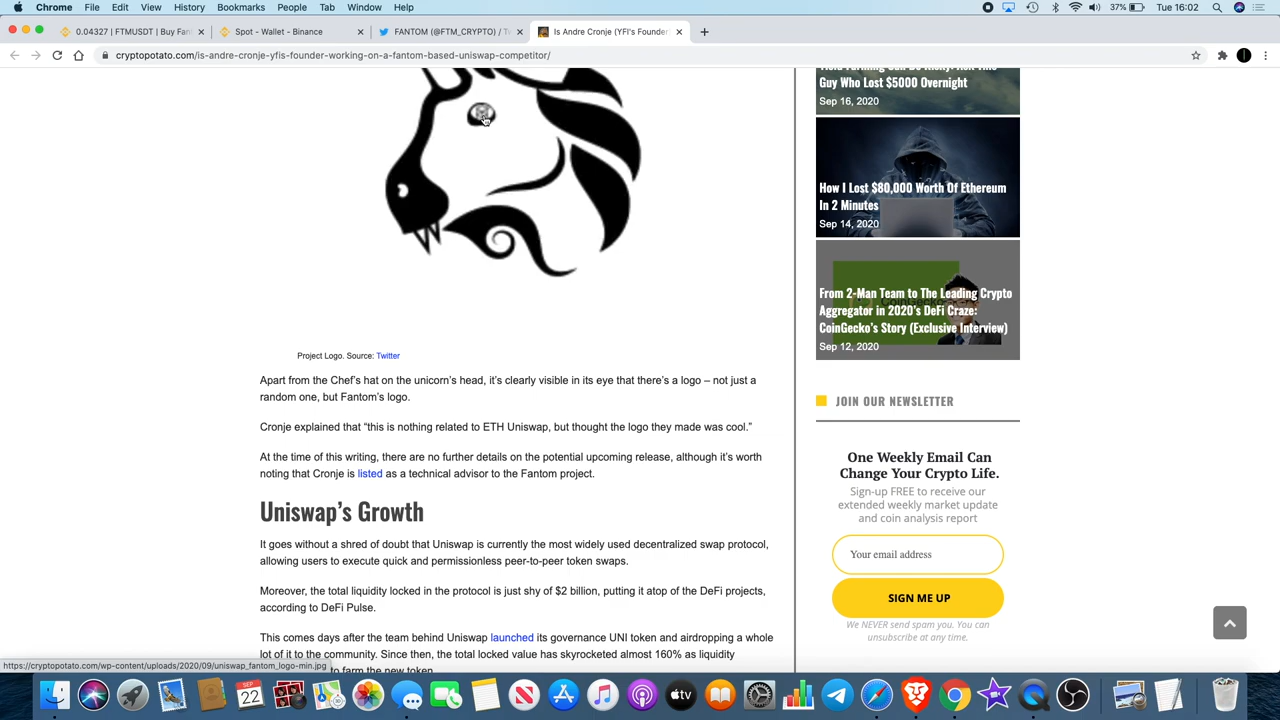 Chrome File Edit View History Bookmarks People Tab Window Help
37% Tue 16:02
0.04327 | FTMUSDT | Buy Fan
Spot - Wallet - Binance
FANTOM (@FTM_CRYPTO) / T
Is Andre Cronje (YFI's Founder
cryptopotato.com/is-andre-cronje-yfis-founder-working-on-a-fantom-based-uniswap-competitor/
Guy Who Lost $5000 Overnight
Sep 16, 2020
How I Lost $80,000 Worth Of Ethereum
In 2 Minutes
Sep 14, 2020
From 2-Man Team to The Leading Crypto
Aggregator in 2020's DeFi Craze:
CoinGecko's Story (Exclusive Interview)
Sep 12, 2020
Project Logo. Source: Twitter
Apart from the Chef's hat on the unicorn's head, it's clearly visible in its eye that there's a logo – not just a
random one, but Fantom's logo.
Cronje explained that “this is nothing related to ETH Uniswap, but thought the logo they made was cool.”
At the time of this writing, there are no further details on the potential upcoming release, although it's worth
noting that Cronje is listed as a technical advisor to the Fantom project.
Uniswap's Growth
It goes without a shred of doubt that Uniswap is currently the most widely used decentralized swap protocol,
allowing users to execute quick and permissionless peer-to-peer token swaps.
Moreover, the total liquidity locked in the protocol is just shy of $2 billion, putting it atop of the DeFi projects,
according to DeFi Pulse.
This comes days after the team behind Uniswap launched its governance UNI token and airdropping a whole
lot of it to the community. Since then, the total locked value has skyrocketed almost 160% as liquidity
to farm the new token.
JOIN OUR NEWSLETTER
One Weekly Email Can
Change Your Crypto Life.
Sign-up FREE to receive our
extended weekly market update
and coin analysis report
Your email address
SIGN ME UP
We NEVER send spam you. You can
unsubscribe at any time.
https://cryptopotato.com/wp-content/uploads/2020/09/uniswap_fantom_logo-min.jpg
SEP
22
tv